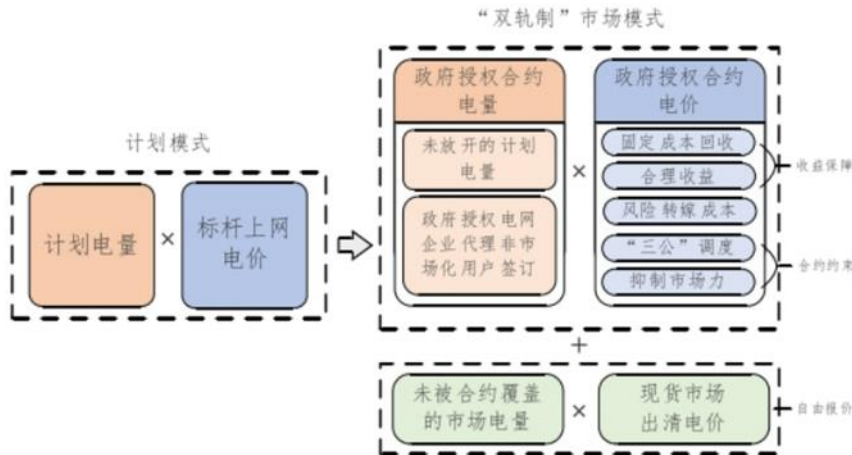 “双轨制”市场模式
计划模式
计划电量
×
标杆上网
电价
政府授权合约
电量
未放开的计划
电量
政府授权电网
企业代理非市
场化用户签订
×
政府授权合约
电价
固定成本回收
合理收益
风险转嫁成本
“三公”调度
抑制市场力
收益保障
合约约束
+
未被合约覆盖
的市场电量
×
现货市场
出清电价
自由报价